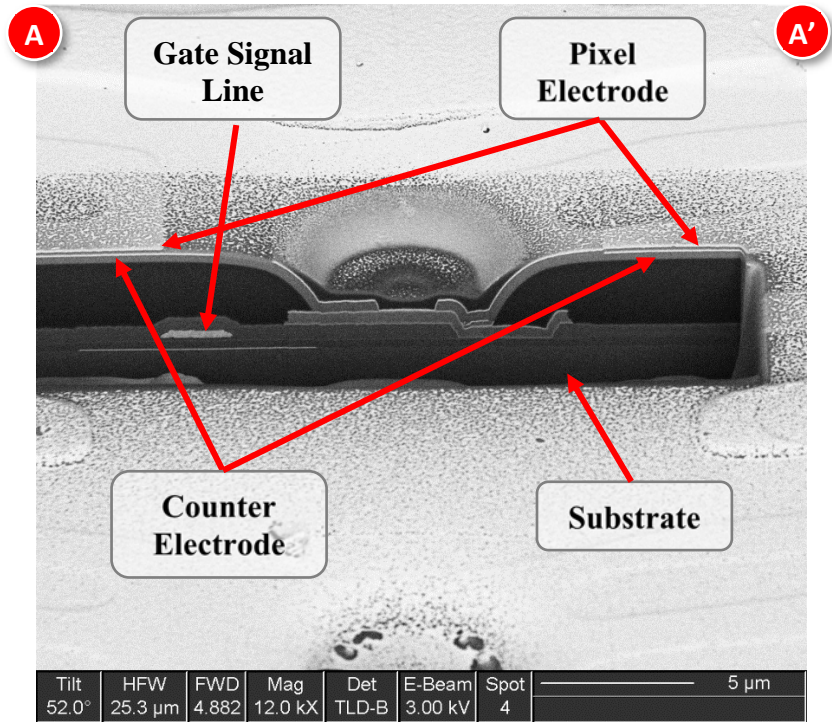 A
A’
Gate Signal
Line
Pixel
Electrode
Counter
Electrode
Substrate
Tilt HFW FWD Mag Det E-Beam Spot
52.0° 25.3 µm 4.882 12.0 kX TLD-B 3.00 kV 4
5 µm